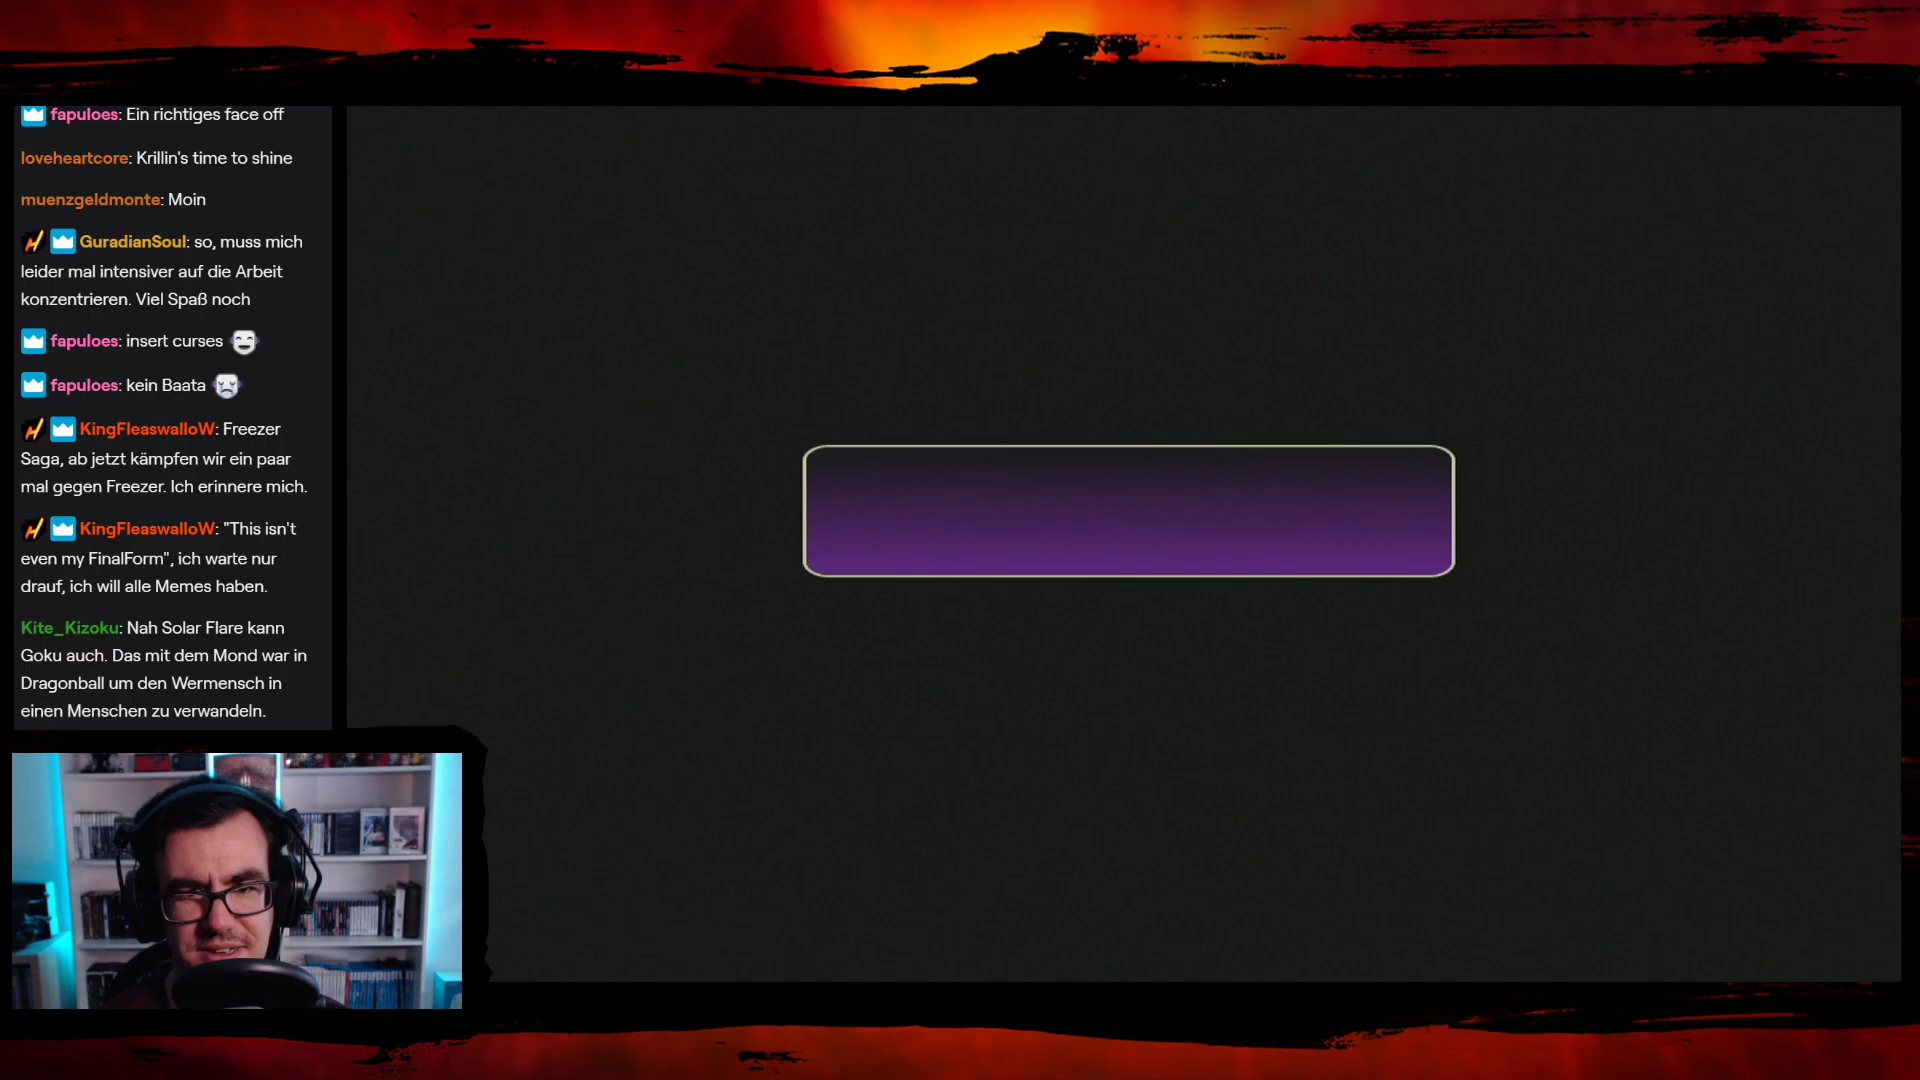 fapuloes: Ein richtiges face off
loveheartcore: Krillin's time to shine
muenzgeldmonte: Moin
GuradianSoul: so, muss mich
leider mal intensiver auf die Arbeit
konzentrieren. Viel Spaß noch
fapuloes: insert curses
fapuloes: kein Baata
KingFleaswalloW: Freezer
Saga, ab jetzt kämpfen wir ein paar
mal gegen Freezer. Ich erinnere mich.
KingFleaswalloW: "This isn't
even my FinalForm", ich warte nur
drauf, ich will alle Memes haben.
Kite_Kizoku: Nah Solar Flare kann
Goku auch. Das mit dem Mond war in
Dragonball um den Wermensch in
einen Menschen zu verwandeln.